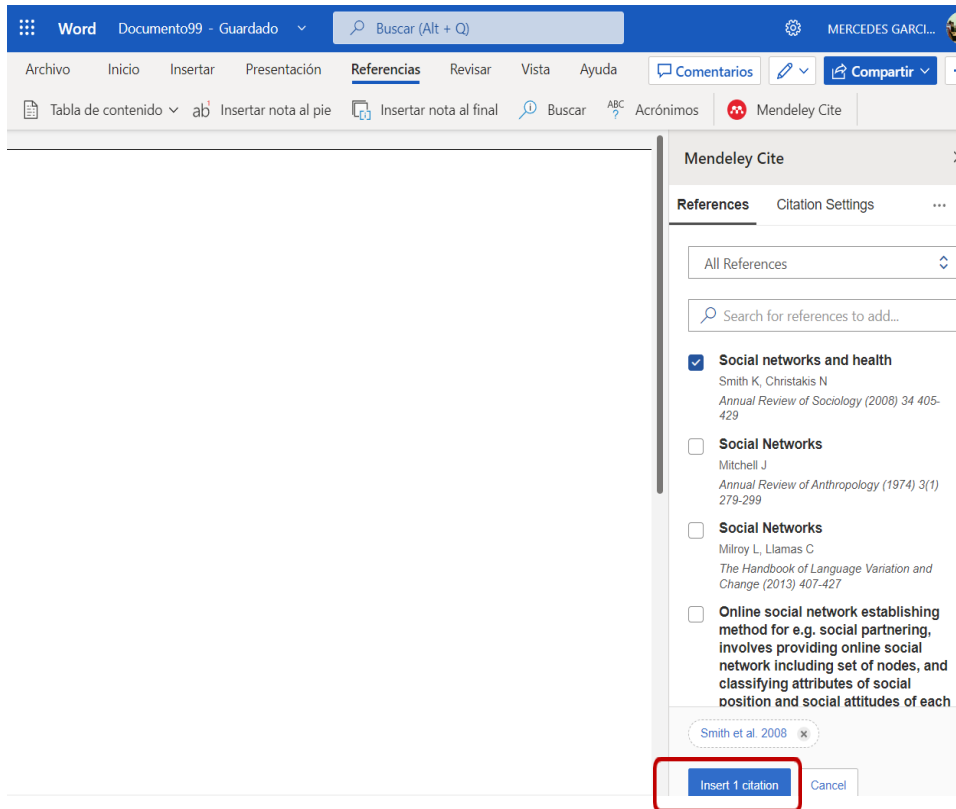 Word Documento99 - Guardado Buscar (Alt + Q) MERCEDES GARCI...
Archivo Inicio Insertar Presentación Referencias Revisar Vista Ayuda Comentarios Compartir
Tabla de contenido ab Insertar nota al pie Insertar nota al final Buscar ABC ? Acrónimos Mendeley Cite
Mendeley Cite
References Citation Settings ...
All References
Search for references to add...
Social networks and health
Smith K, Christakis N
Annual Review of Sociology (2008) 34 405-
429
Social Networks
Mitchell J
Annual Review of Anthropology (1974) 3(1)
279-299
Social Networks
Milroy L, Llamas C
The Handbook of Language Variation and
Change (2013) 407-427
Online social network establishing
method for e.g. social partnering,
involves providing online social
network including set of nodes, and
classifying attributes of social
position and social attitudes of each
Smith et al. 2008 x
Insert 1 citation Cancel